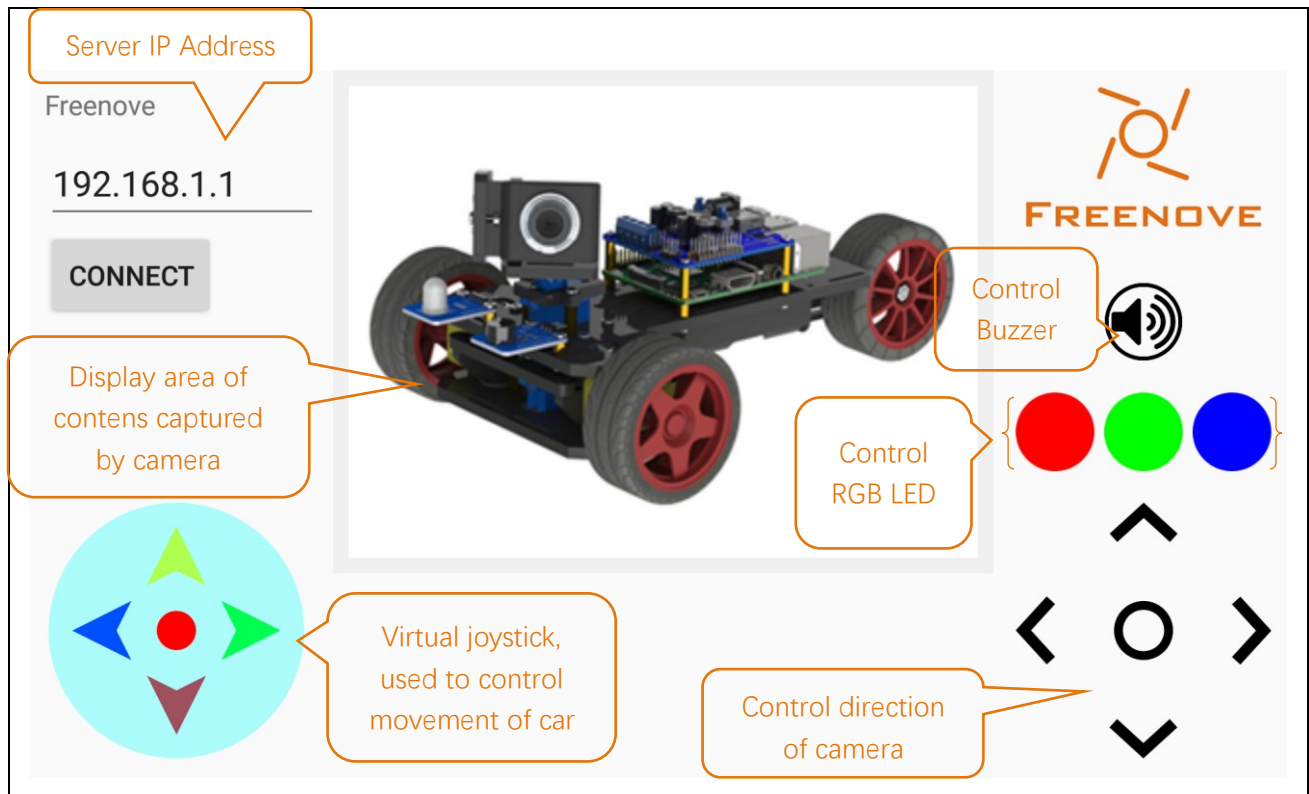 Server IP Address
Freenove
192.168.1.1
CONNECT
FREENOVE
Control
Buzzer
Display area of
contens captured
by camera
Control
RGB LED
Virtual joystick,
used to control
movement of car
Control direction
of camera